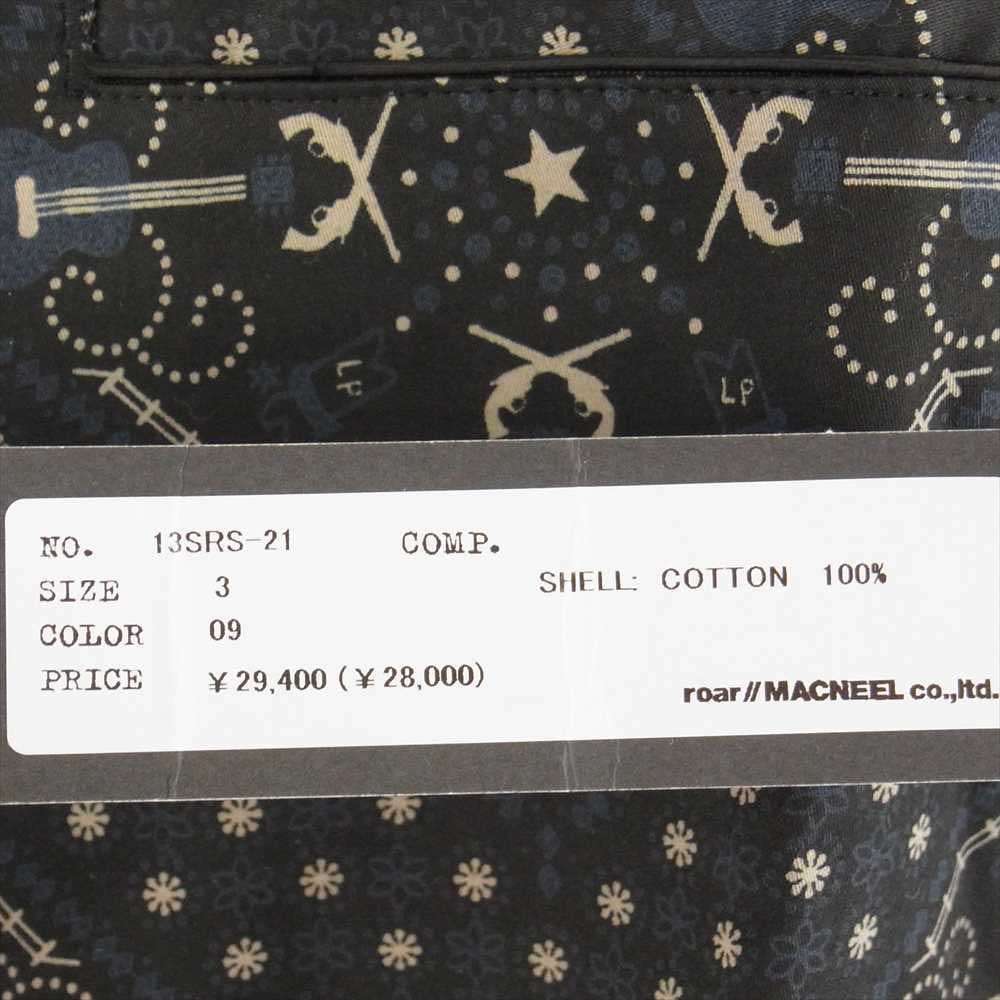 LP
LP
NO. 13SRS-21 COMP.
SIZE 3
SHELL: COTTON 100%
COLOR 09
PRICE ¥29,400 (¥28,000)
roar//MACNEEL co.,ltd.